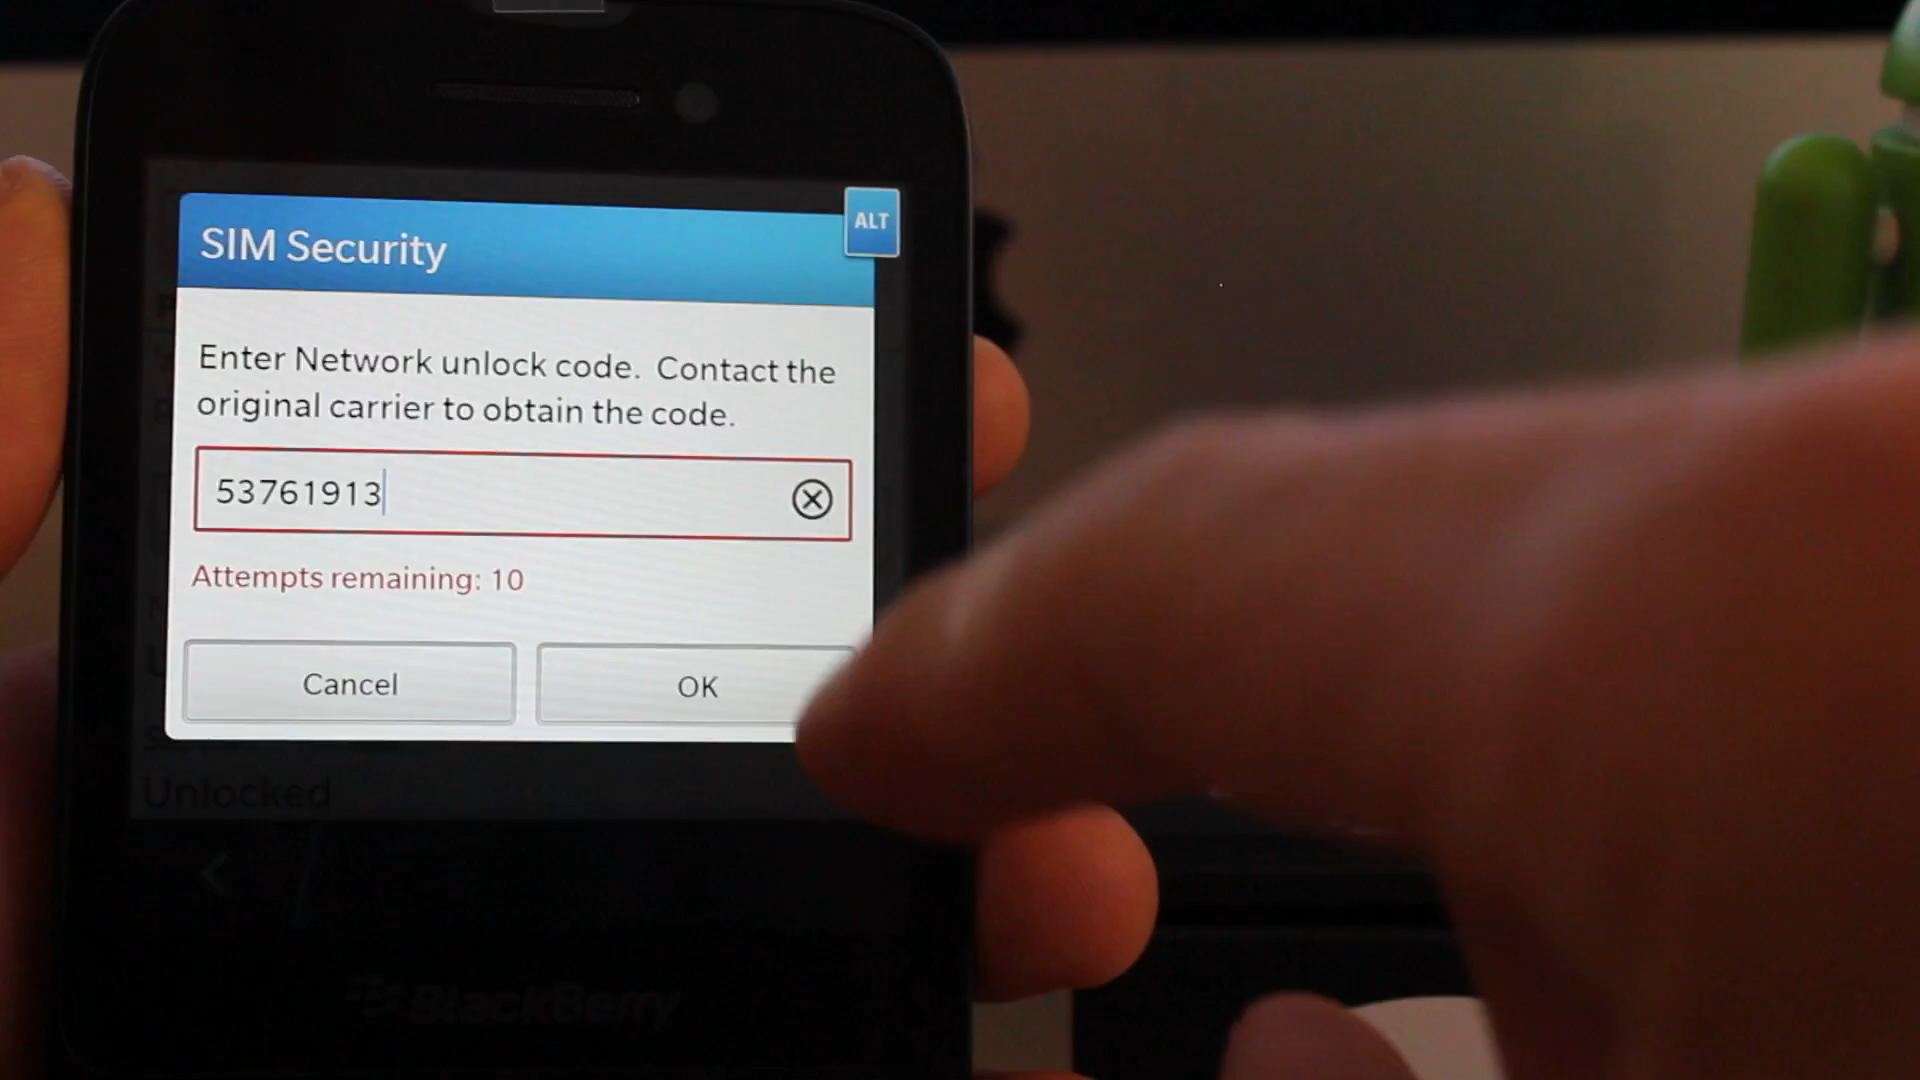 ALT
SIM Security
Enter Network unlock code. Contact the
original carrier to obtain the code.
53761913
Attempts remaining: 10
Cancel
OK
Unlocked
BlackBerry